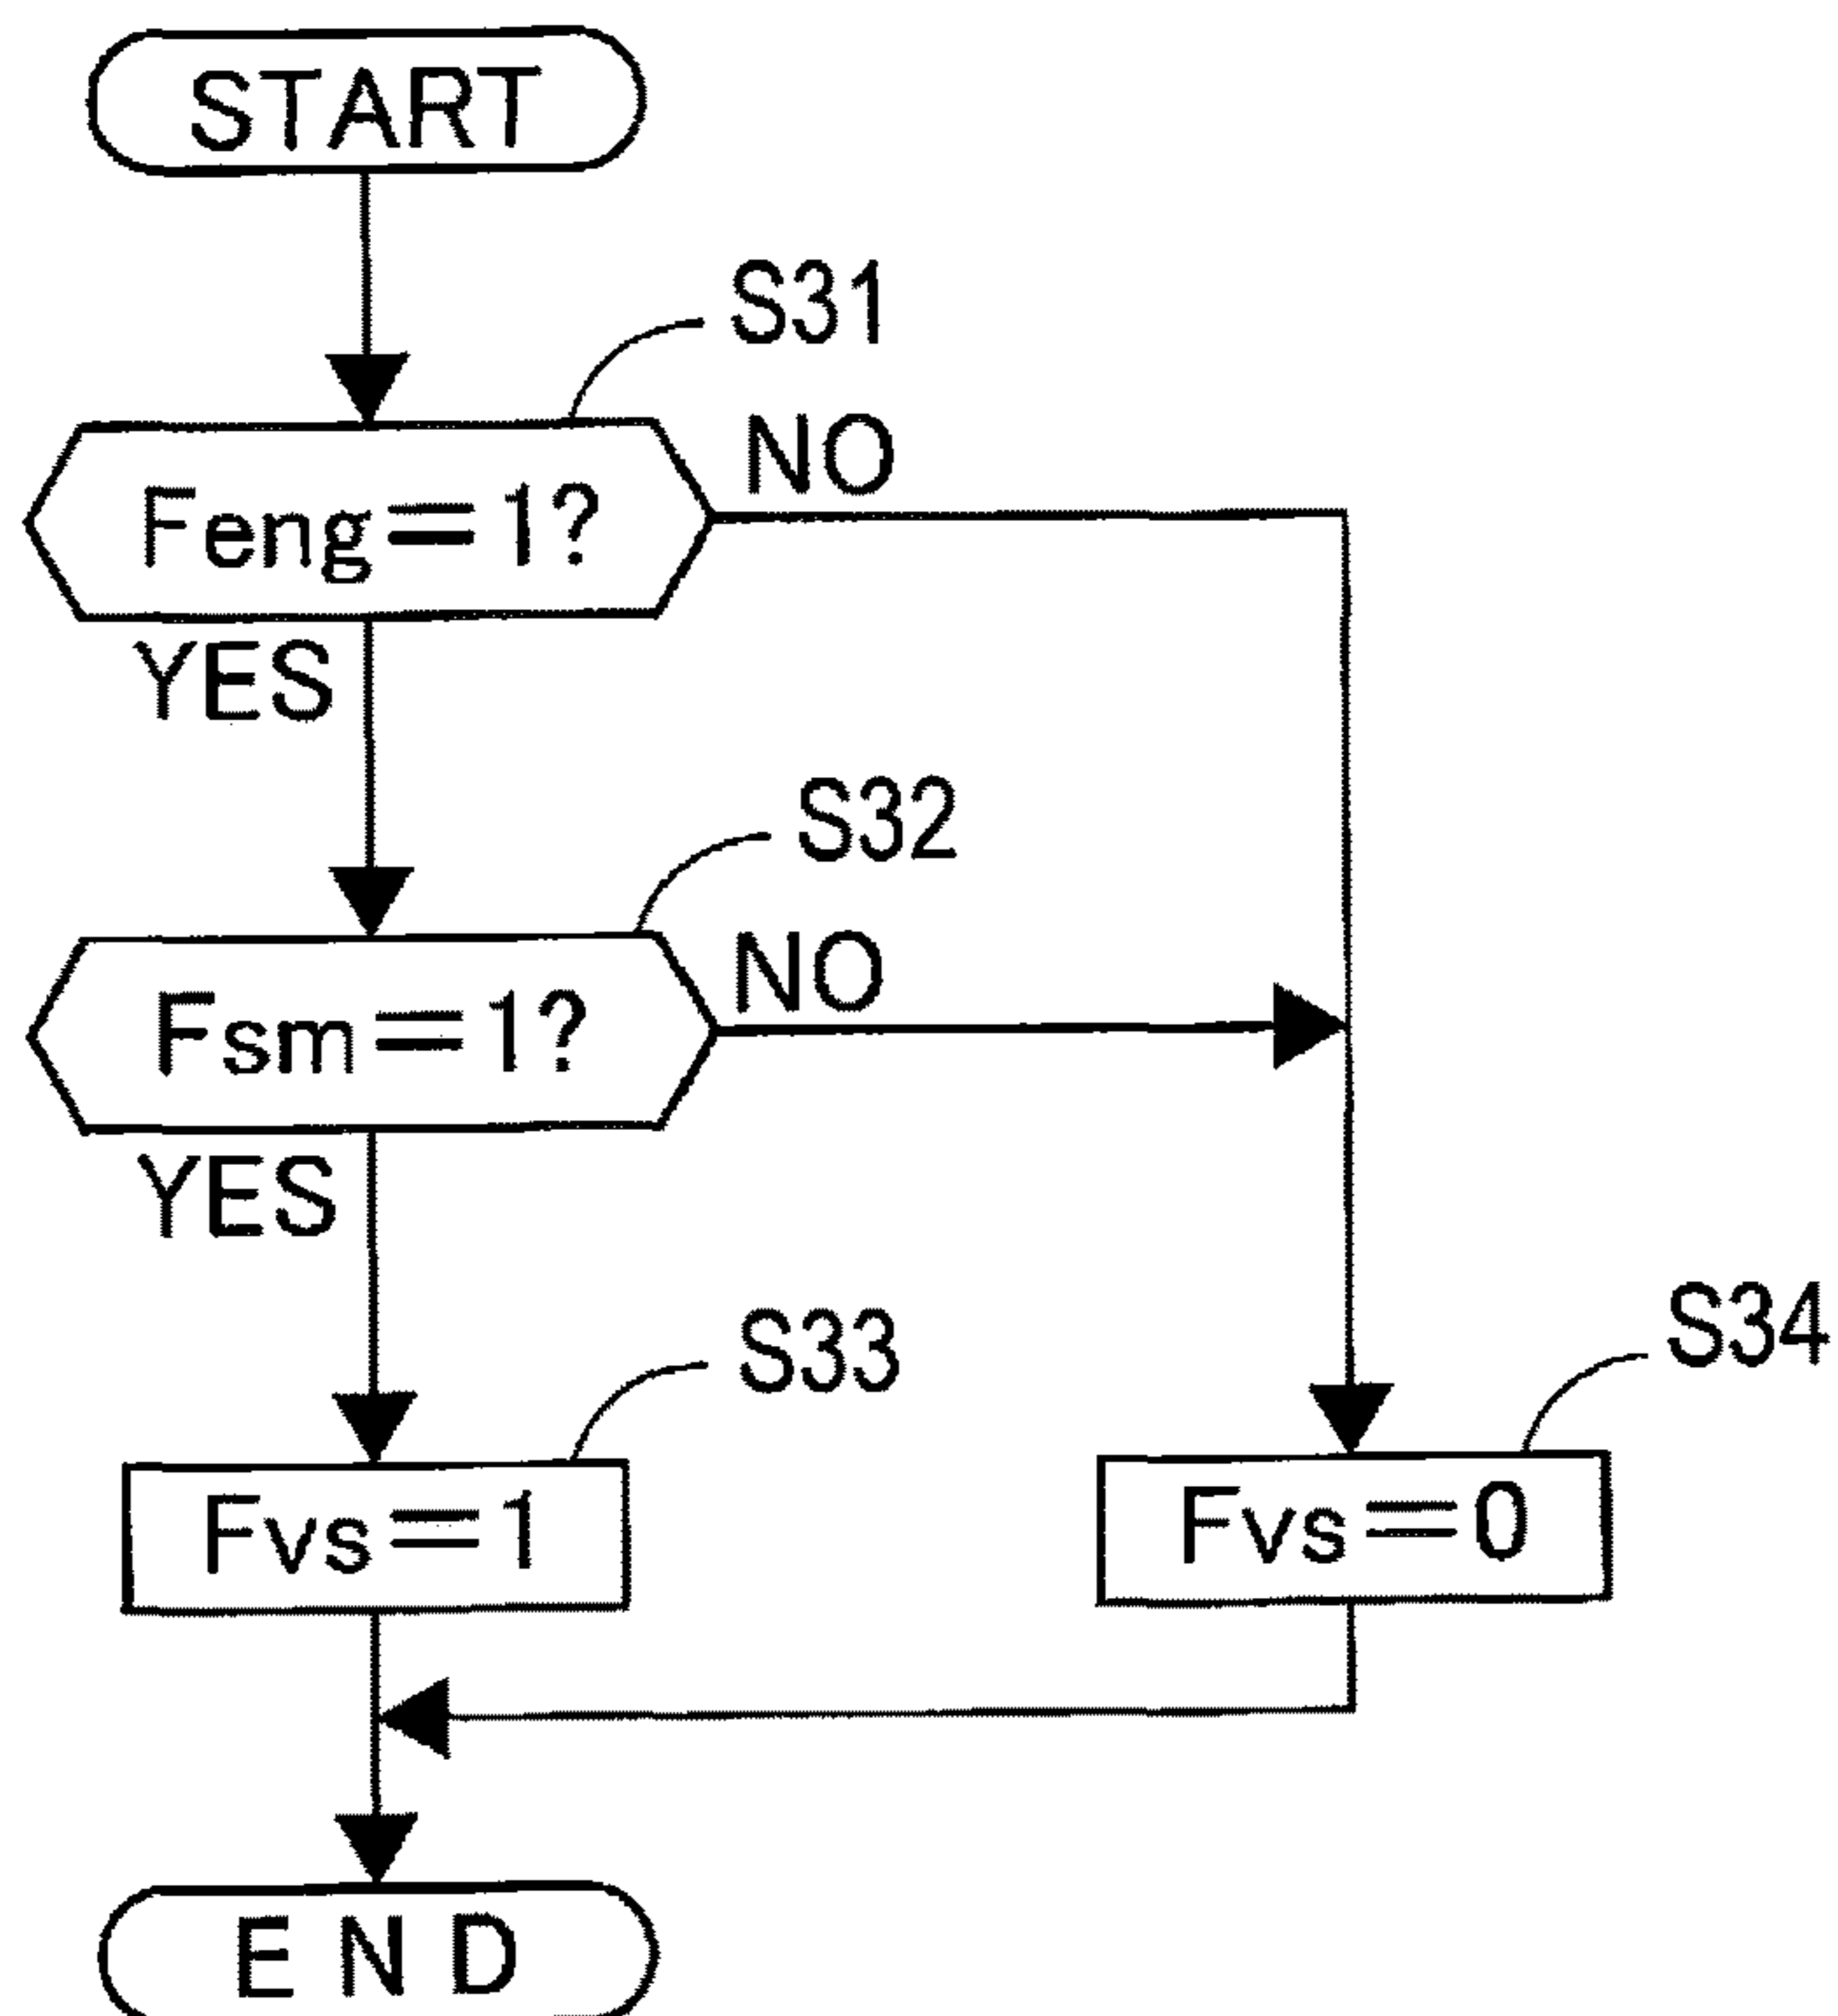 START
S31
NO
Feng=1?
YES
S32
NO
Fsm=1?
YES
S33
S34
Fvs=1
Fvs=0
END